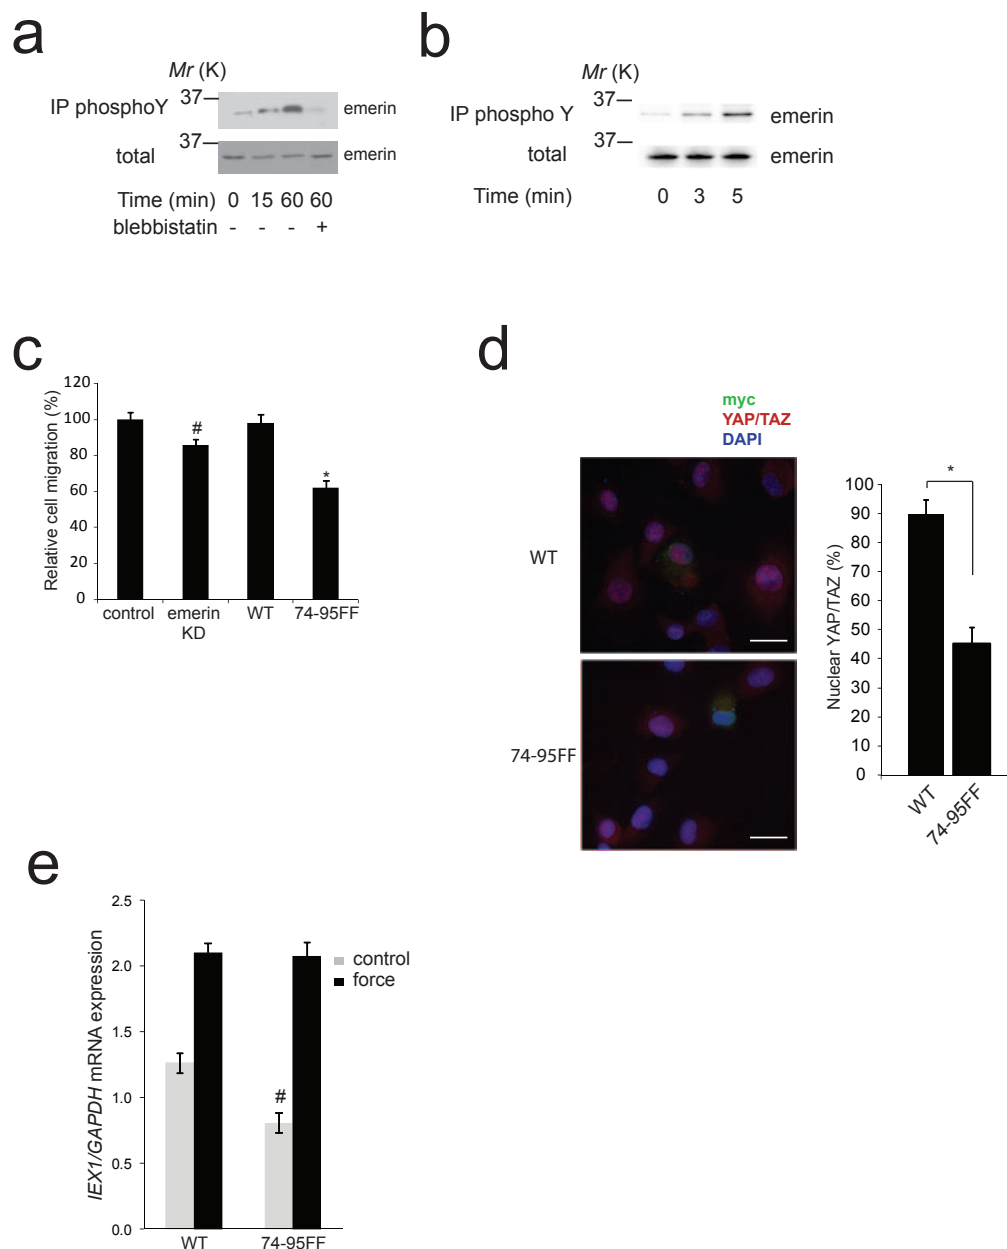 a
Mr (K)
37
IP phosphoY
emerin
37
total
emerin
Time (min) 0 15 60 60
blebbistatin - - - +
b
Mr (K)
37
IP phospho Y
emerin
37
total
emerin
Time (min) 0 3 5
c
Relative cell migration (%)
120
100
80
60
40
20
0
#
*
control
emerin KD
WT
74-95FF
d
myc
YAP/TAZ
DAPI
WT
74-95FF
Nuclear YAP/TAZ (%)
100
90
80
70
60
50
40
30
20
10
0
*
WT
74-95FF
e
IEX1/GAPDH mRNA expression
2.5
2.0
1.5
1.0
0.5
0.0
#
control
force
WT
74-95FF